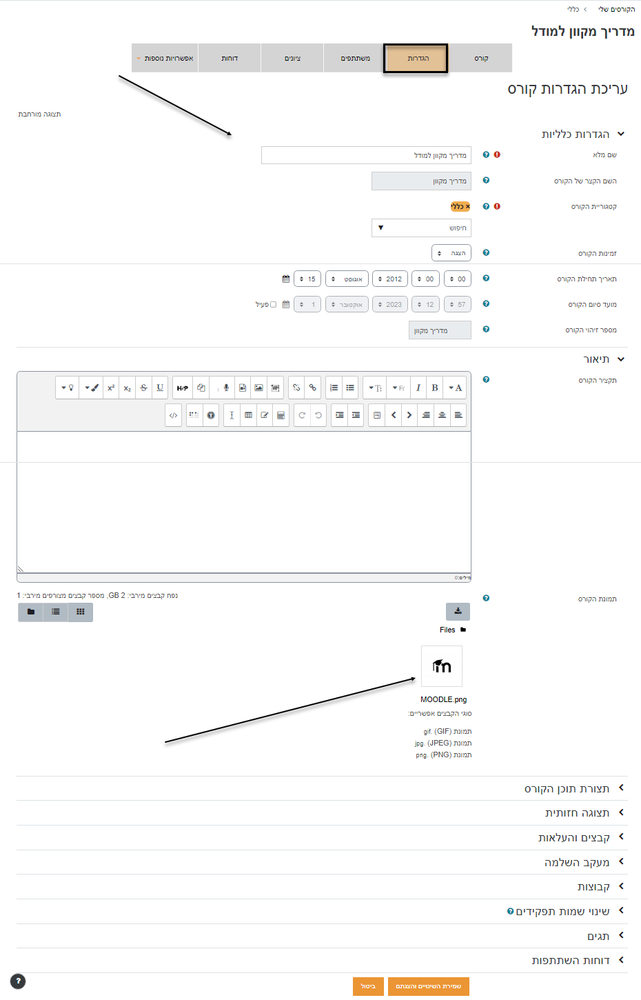 הקורסים שלי > כללי
מדריך מקוון למודל
קורס הגדרות משתתפים ציונים דוחות אפשרויות נוספות
עריכת הגדרות קורס
תצוגה מורחבת
הגדרות כלליות
שם מלא מדריך מקוון למודל
השם הקצר של הקורס מדריך מקוון
קטגוריית הקורס × כללי
חיפוש
זמינות הקורס הצגה
תאריך תחילת הקורס 00 00 2012 אוגוסט 15
מועד סיום הקורס 57 12 2023 אוקטובר 1 פעיל
מספר זיהוי הקורס מדריך מקוון
תיאור
תקציר הקורס
מילים: 0
תמונת הקורס נפח קבצים מירבי: 2 GB, מספר קבצים מצורפים מירבי: 1
Files
MOODLE.png
סוגי הקבצים אפשריים:
תמונת (GIF) .gif
תמונת (JPEG) .jpg
תמונת (PNG) .png
תצורת תוכן הקורס
תצוגה חזותית
קבצים והעלאות
מעקב השלמה
קבוצות
שינוי שמות תפקידים
תגים
דוחות השתתפות
שמירת השינויים והצגתם ביטול